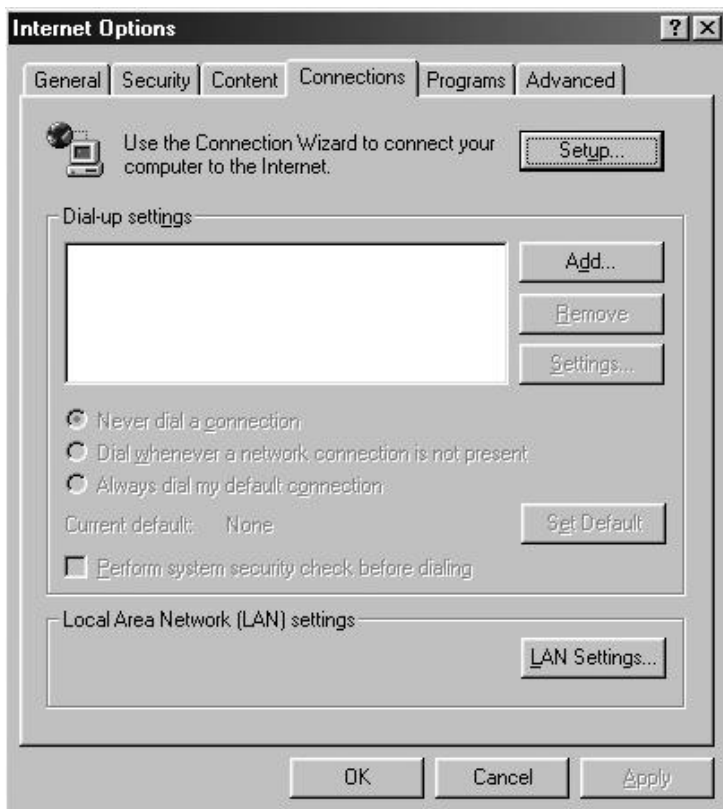 Internet Options
General Security Content Connections Programs Advanced
Use the Connection Wizard to connect your
computer to the Internet.
Setup...
Dial-up settings
Add...
Remove
Settings...
Never dial a connection
Dial whenever a network connection is not present
Always dial my default connection
Current default: None
Set Default
Perform system security check before dialing
Local Area Network (LAN) settings
LAN Settings...
OK Cancel Apply